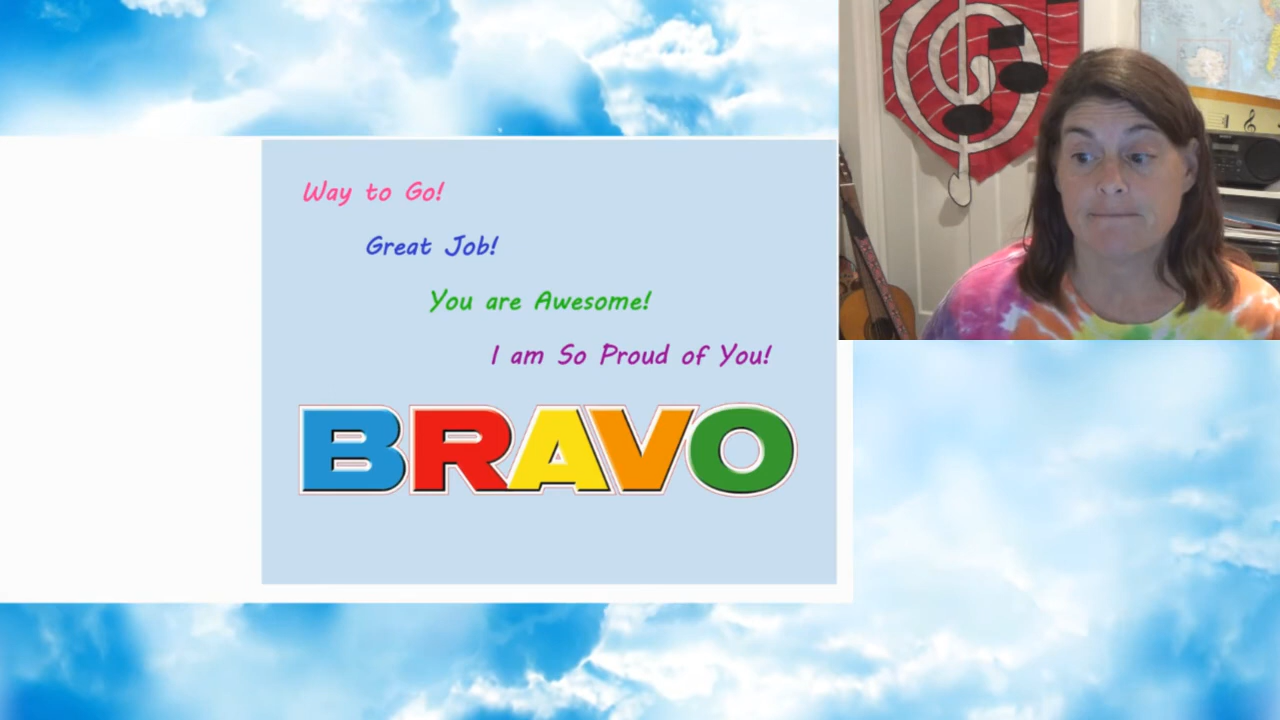 Way to Go!
Great Job!
You are Awesome!
I am So Proud of You!
BRAVO